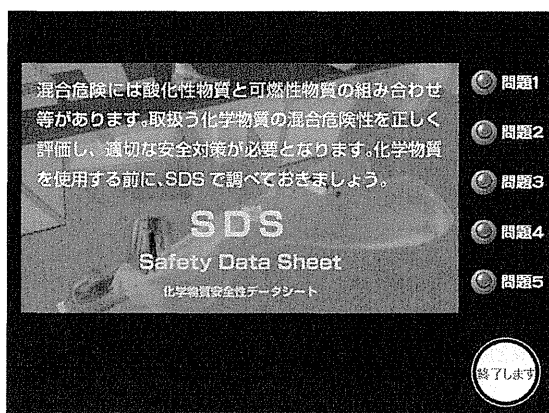 混合危険には酸化性物質と可燃性物質の組み合わせ
等があります。取扱う化学物質の混合危険性を正しく
評価し、適切な安全対策が必要となります。化学物質
を使用する前に、SDSで調べておきましょう。
SDS
Safety Data Sheet
化学物質安全性データシート
問題1
問題2
問題3
問題4
問題5
終了します